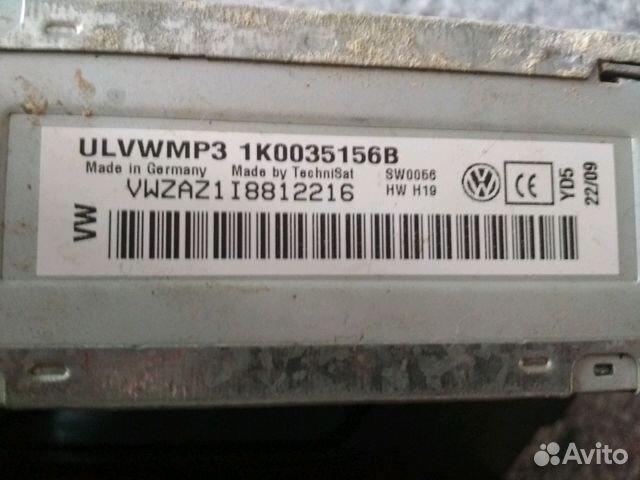 ULVWMP3 1K0035156B
Made in Germany Made by TechniSat SW0056
VWZAZ1I8812216 HW H19
VW
CE
YD5
22/09
Avito